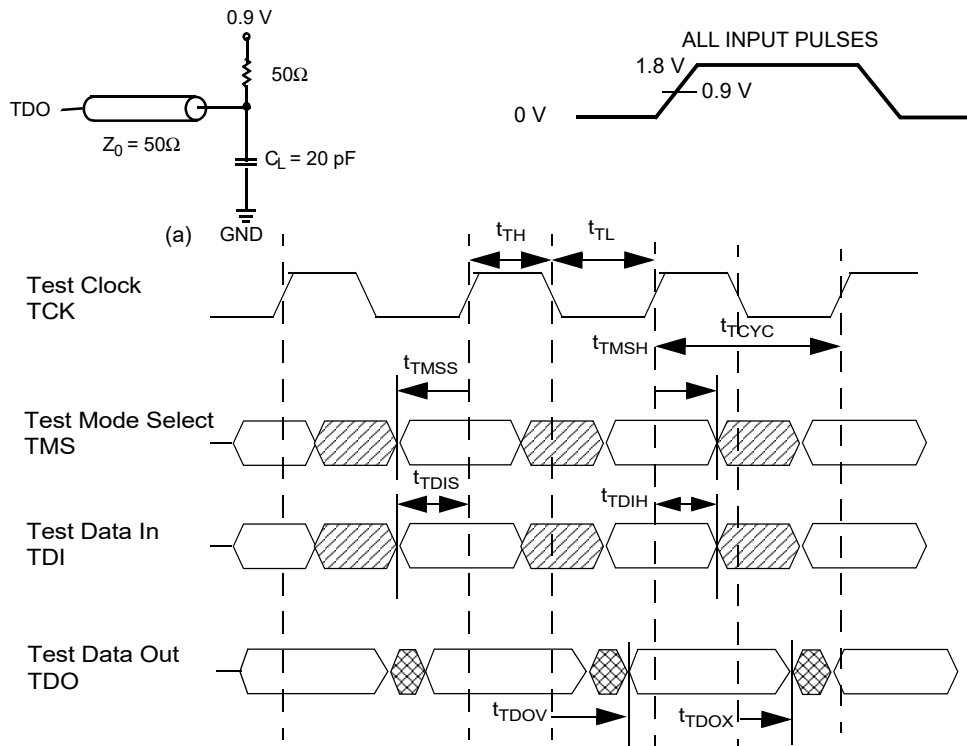 0.9 V
50Ω
TDO
Z0 = 50Ω
CL = 20 pF
(a)
GND
ALL INPUT PULSES
1.8 V
0.9 V
0 V
tTH
tTL
Test Clock
TCK
tTCYC
tTMSH
tTMSS
Test Mode Select
TMS
tTDIS
tTDIH
Test Data In
TDI
Test Data Out
TDO
tTDOV
tTDOX